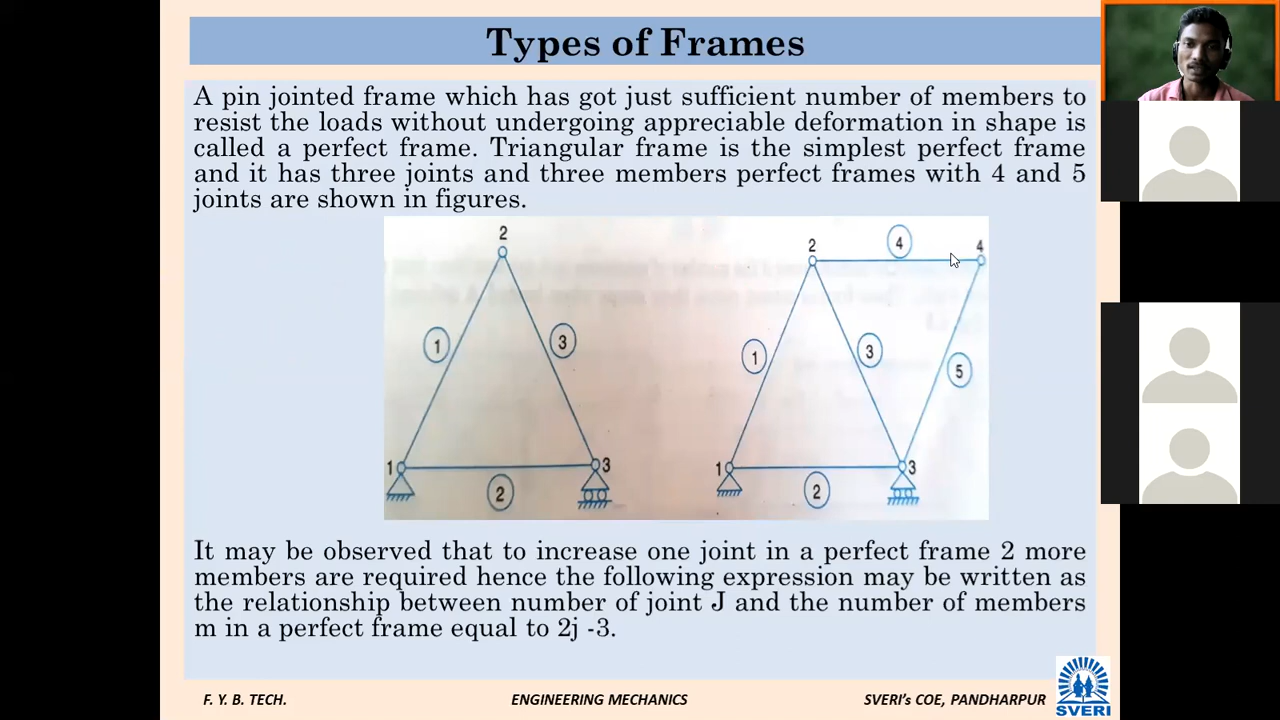 Types of Frames
A pin jointed frame which has got just sufficient number of members to
resist the loads without undergoing appreciable deformation in shape is
called a perfect frame. Triangular frame is the simplest perfect frame
and it has three joints and three members perfect frames with 4 and 5
joints are shown in figures.
2
1
3
1
3
2
2
4
4
1
3
5
1
3
2
It may be observed that to increase one joint in a perfect frame 2 more
members are required hence the following expression may be written as
the relationship between number of joint J and the number of members
m in a perfect frame equal to 2j -3.
F. Y. B. TECH.
ENGINEERING MECHANICS
SVERI's COE, PANDHARPUR
SVERI